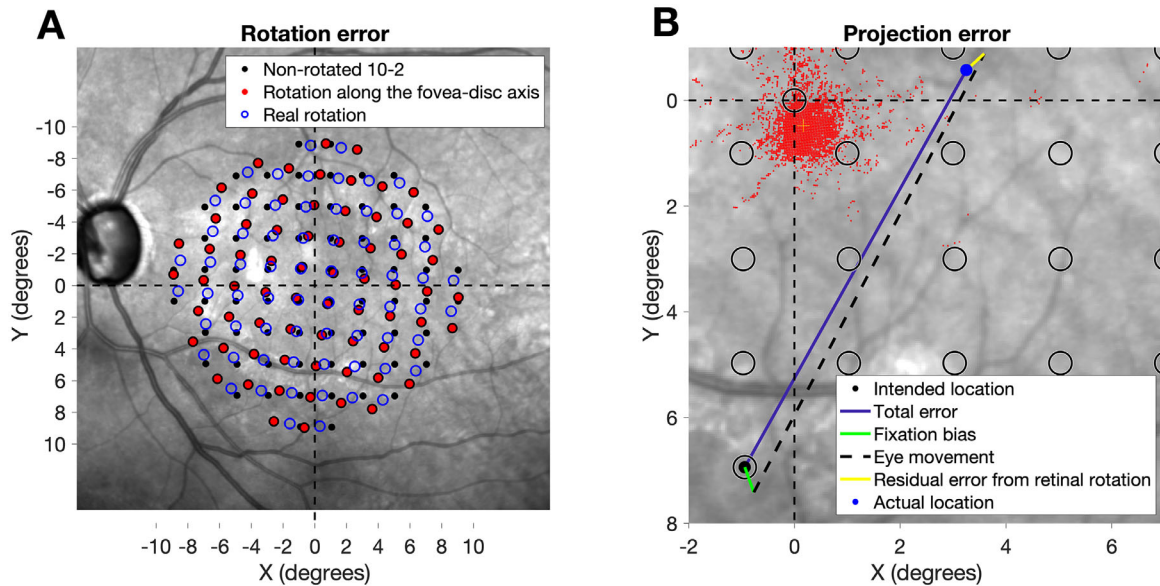 A
Rotation error
Non-rotated 10-2
Rotation along the fovea-disc axis
Real rotation
-10
-8
-6
-4
-2
0
2
4
6
8
10
Y (degrees)
-10 -8 -6 -4 -2 0 2 4 6 8 10
X (degrees)
B
Projection error
0
2
4
6
8
Y (degrees)
Intended location
Total error
Fixation bias
Eye movement
Residual error from retinal rotation
Actual location
-2 0 2 4 6
X (degrees)